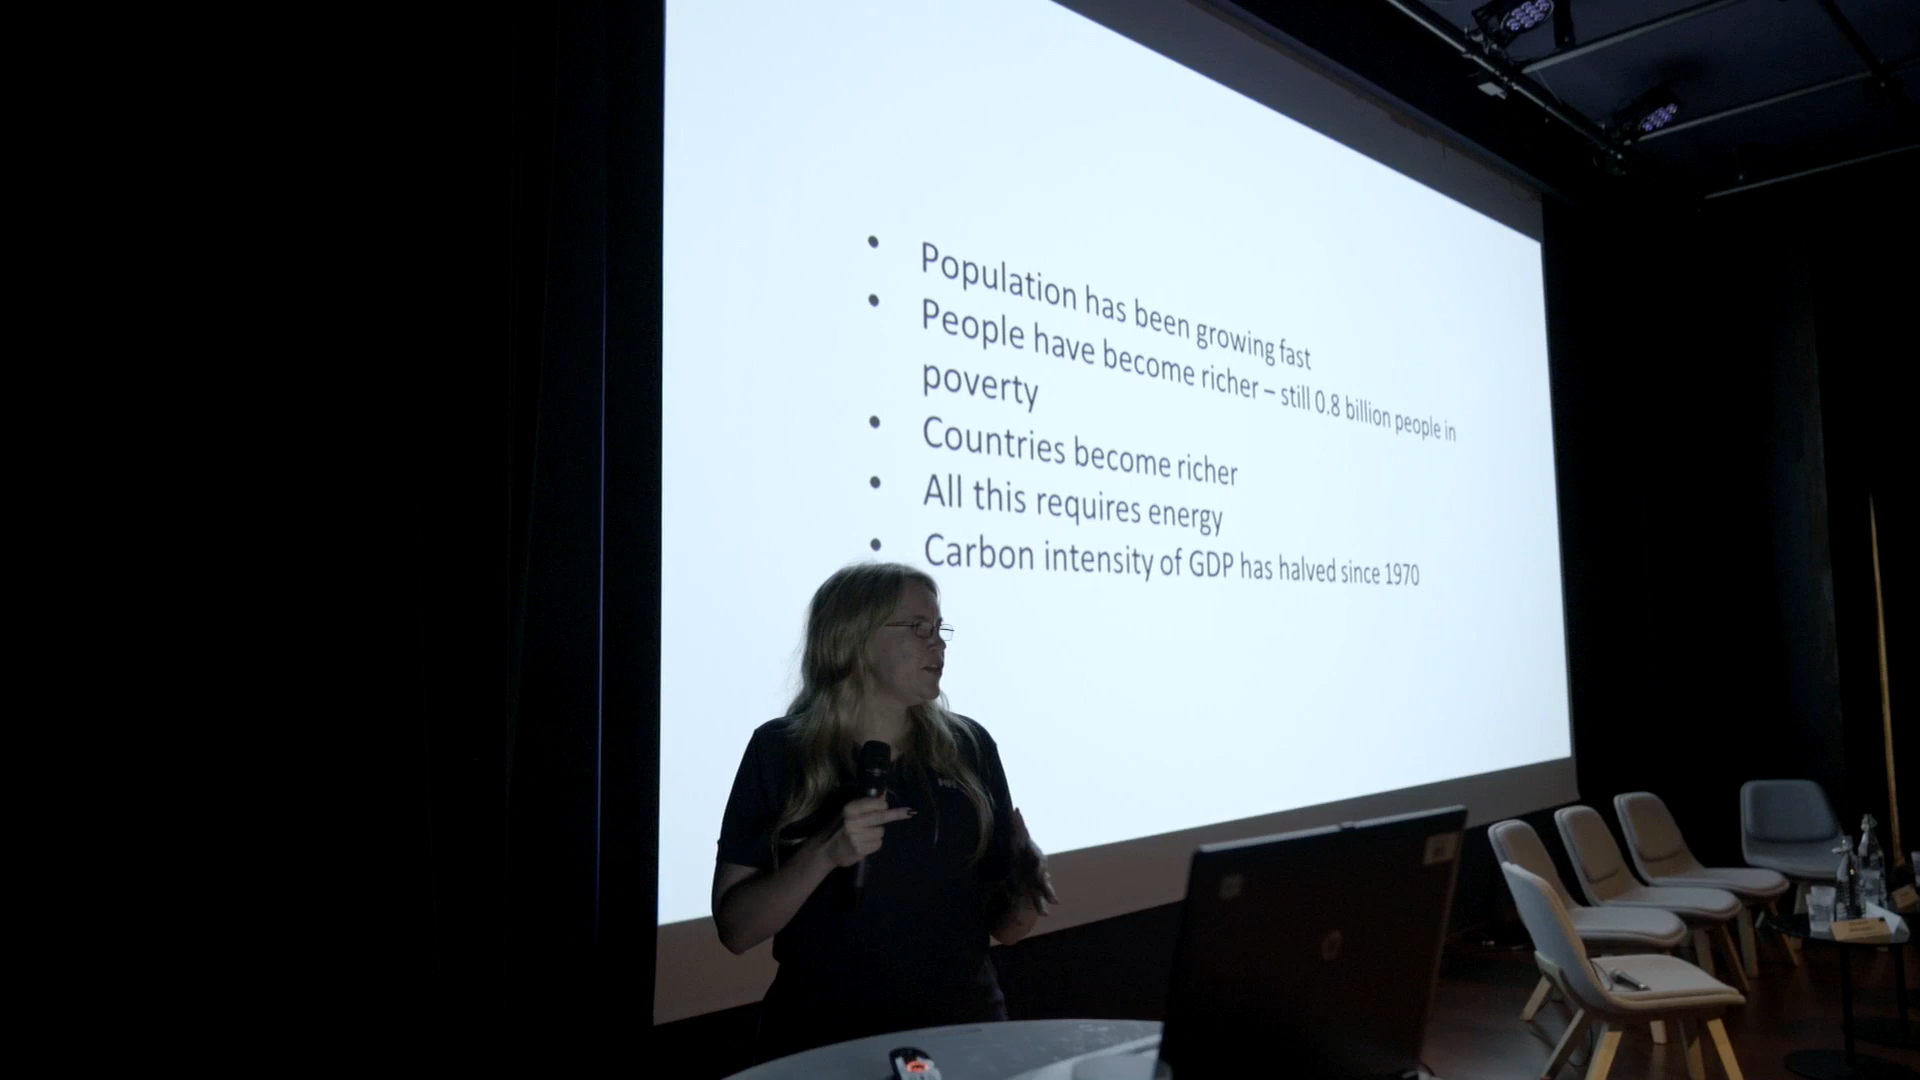 • Population has been growing fast
• People have become richer – still 0.8 billion people in
poverty
• Countries become richer
• All this requires energy
• Carbon intensity of GDP has halved since 1970